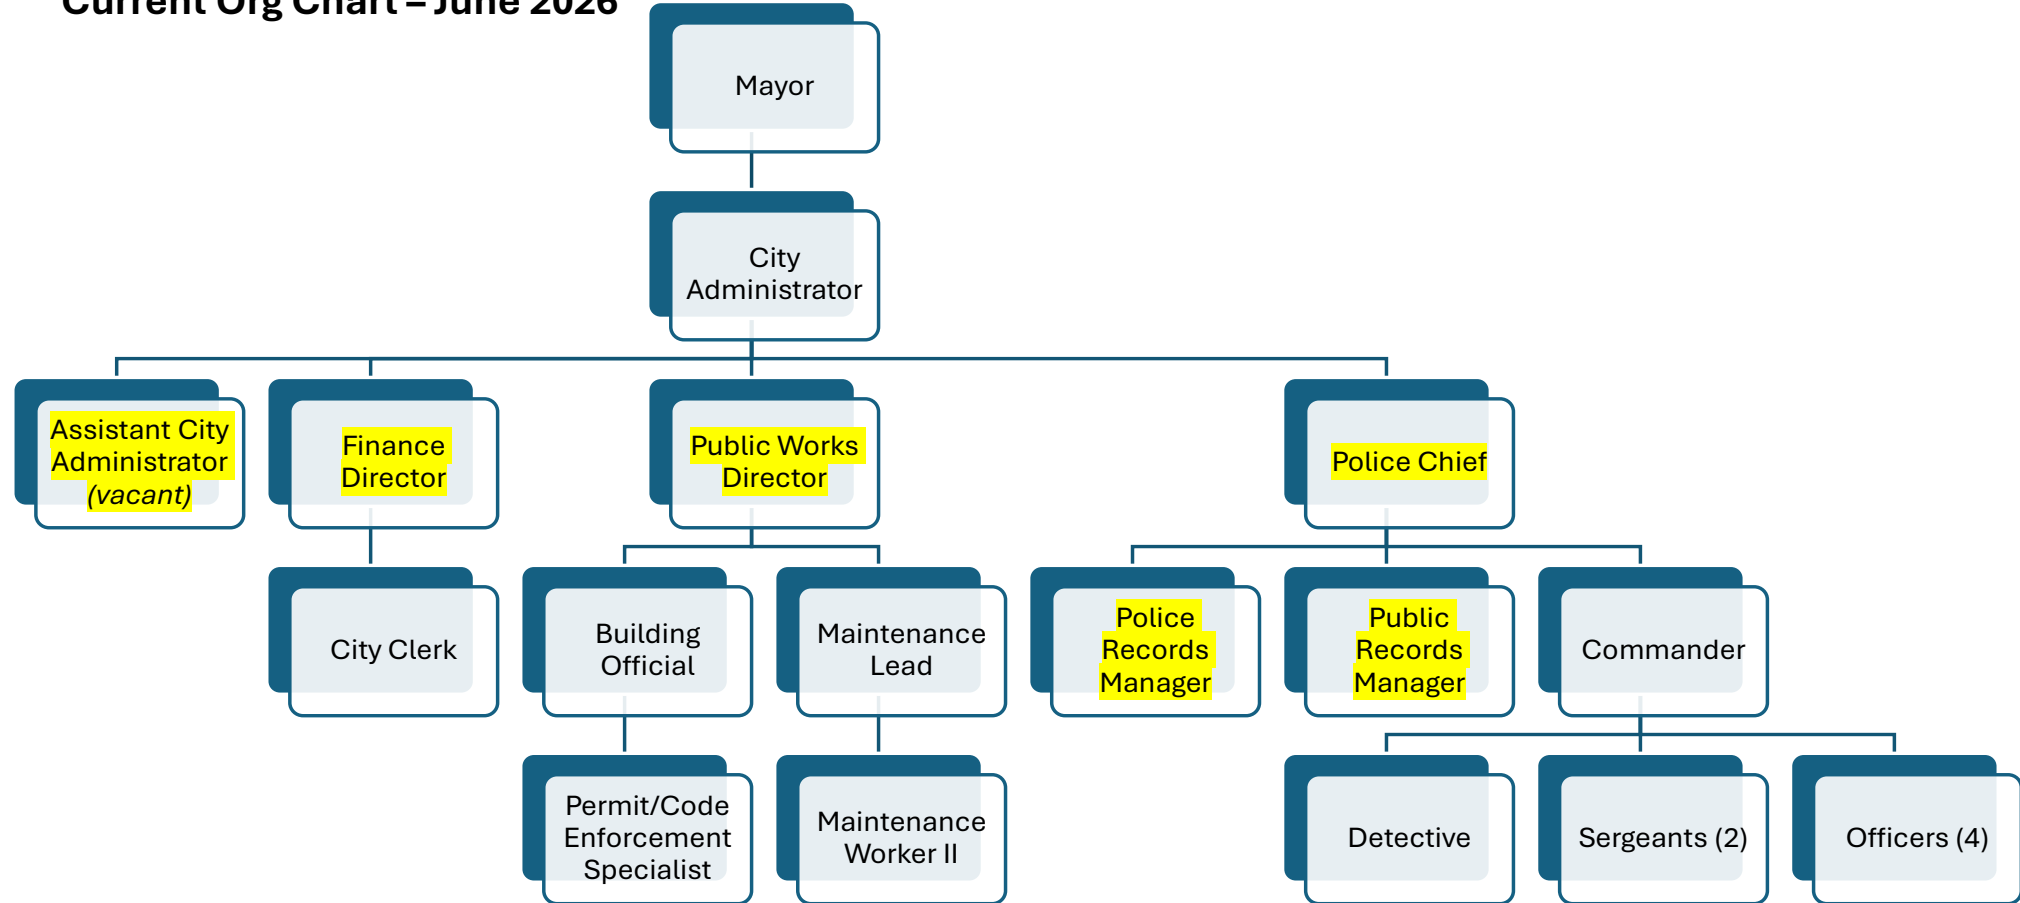 Current Org Chart – June 2026
Mayor
City
Administrator
Assistant City
Administrator
(vacant)
Finance
Director
Public Works
Director
Police Chief
City Clerk
Building
Official
Maintenance
Lead
Police
Records
Manager
Public
Records
Manager
Commander
Permit/Code
Enforcement
Specialist
Maintenance
Worker II
Detective
Sergeants (2)
Officers (4)